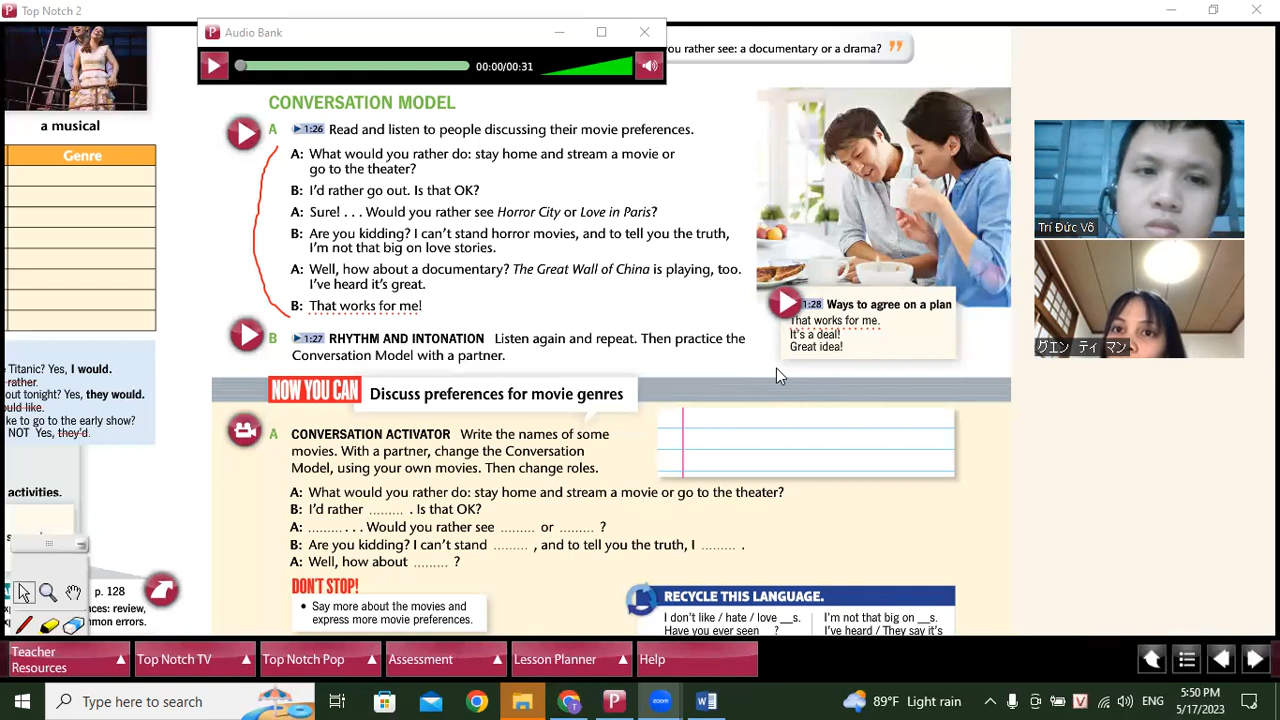 Top Notch 2
Audio Bank
00:00/00:31
ou rather see: a documentary or a drama?
a musical
Genre
Titanic? Yes, I would.
rather.
out tonight? Yes, they would.
ould like.
ke to go to the early show?
NOT Yes, they'd.
activities.
p. 128
nces: review,
mmon errors.
CONVERSATION MODEL
A 1:26 Read and listen to people discussing their movie preferences.
A: What would you rather do: stay home and stream a movie or
go to the theater?
B: I'd rather go out. Is that OK?
A: Sure! . . . Would you rather see Horror City or Love in Paris?
B: Are you kidding? I can't stand horror movies, and to tell you the truth,
I'm not that big on love stories.
A: Well, how about a documentary? The Great Wall of China is playing, too.
I've heard it's great.
B: That works for me!
B 1:27 RHYTHM AND INTONATION Listen again and repeat. Then practice the
Conversation Model with a partner.
1:28 Ways to agree on a plan
That works for me.
It's a deal!
Great idea!
NOW YOU CAN Discuss preferences for movie genres
A CONVERSATION ACTIVATOR Write the names of some
movies. With a partner, change the Conversation
Model, using your own movies. Then change roles.
A: What would you rather do: stay home and stream a movie or go to the theater?
B: I'd rather ......... . Is that OK?
A: ......... . . . Would you rather see ......... or ......... ?
B: Are you kidding? I can't stand ......... , and to tell you the truth, I ......... .
A: Well, how about ......... ?
DON'T STOP!
• Say more about the movies and
express more movie preferences.
RECYCLE THIS LANGUAGE.
I don't like / hate / love __s.
Have you ever seen __?
I'm not that big on __s.
I've heard / They say it's
Trí Đức Võ
グエン ティ マン
Teacher
Resources
Top Notch TV
Top Notch Pop
Assessment
Lesson Planner
Help
Type here to search
zoom
89°F Light rain
V
ENG
5:50 PM
5/17/2023